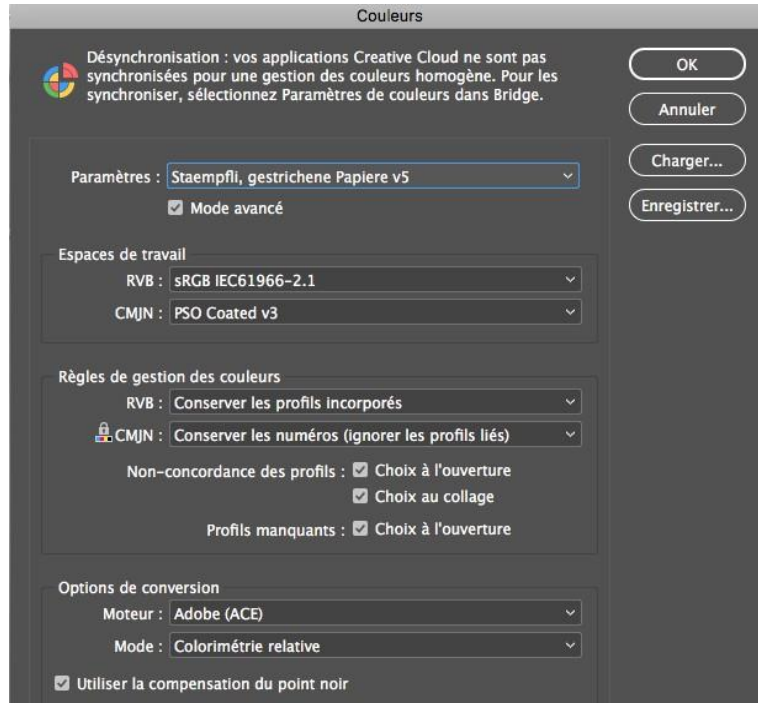 Couleurs
Désynchronisation : vos applications Creative Cloud ne sont pas
synchronisées pour une gestion des couleurs homogène. Pour les
synchroniser, sélectionnez Paramètres de couleurs dans Bridge.
OK
Annuler
Charger...
Enregistrer...
Paramètres : Staempfli, gestrichene Papiere v5
Mode avancé
Espaces de travail
RVB : sRGB IEC61966-2.1
CMJN : PSO Coated v3
Règles de gestion des couleurs
RVB : Conserver les profils incorporés
CMJN : Conserver les numéros (ignorer les profils liés)
Non-concordance des profils : Choix à l'ouverture
Choix au collage
Profils manquants : Choix à l'ouverture
Options de conversion
Moteur : Adobe (ACE)
Mode : Colorimétrie relative
Utiliser la compensation du point noir